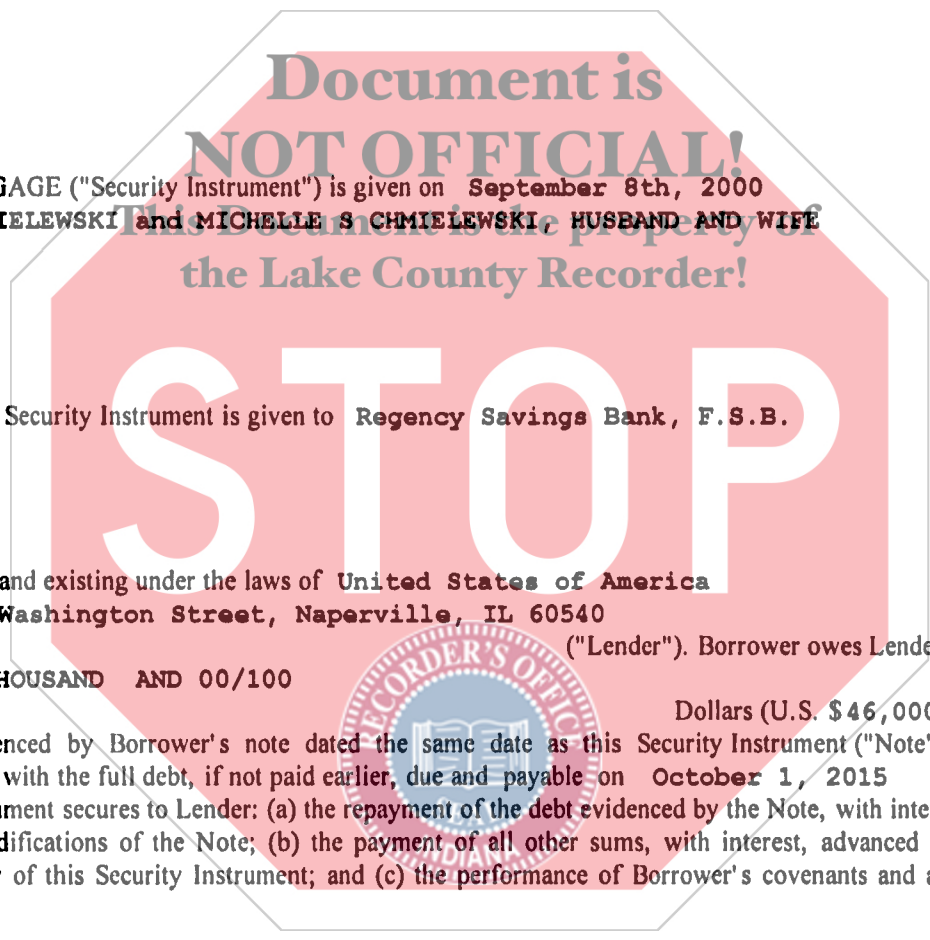 Document is
NOT OFFICIAL!
GAGE ("Security Instrument") is given on September 8th, 2000
IELEWSKI and MICHELLE S CHMIELEWSKI, HUSBAND AND WIFE
This Document is the property of
the Lake County Recorder!
STOP
Security Instrument is given to Regency Savings Bank, F.S.B.
and existing under the laws of United States of America
Washington Street, Naperville, IL 60540
("Lender"). Borrower owes Lende
HOUSAND AND 00/100
Dollars (U.S. $46,000
enced by Borrower's note dated the same date as this Security Instrument ("Note"
with the full debt, if not paid earlier, due and payable on October 1, 2015
ment secures to Lender: (a) the repayment of the debt evidenced by the Note, with inte
difications of the Note; (b) the payment of all other sums, with interest, advanced
of this Security Instrument; and (c) the performance of Borrower's covenants and a
RECORDER'S OFFICE
INDIANA